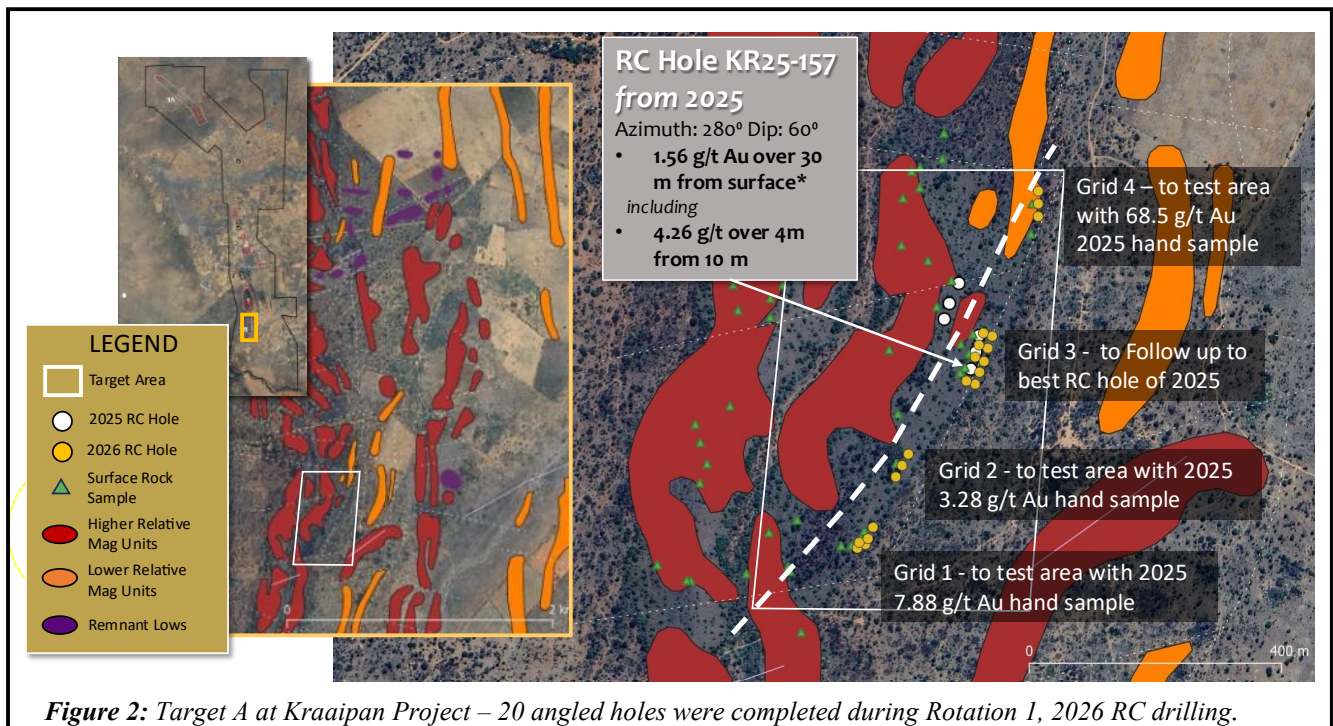 RC Hole KR25-157
from 2025
Azimuth: 280º Dip: 60º
• 1.56 g/t Au over 30
m from surface*
including
• 4.26 g/t over 4m
from 10 m
Grid 4 – to test area
with 68.5 g/t Au
2025 hand sample
Grid 3 - to Follow up to
best RC hole of 2025
Grid 2 - to test area with 2025
3.28 g/t Au hand sample
Grid 1 - to test area with 2025
7.88 g/t Au hand sample
LEGEND
Target Area
2025 RC Hole
2026 RC Hole
Surface Rock
Sample
Higher Relative
Mag Units
Lower Relative
Mag Units
Remnant Lows
0
0 400 m
Figure 2: Target A at Kraaipan Project – 20 angled holes were completed during Rotation 1, 2026 RC drilling.